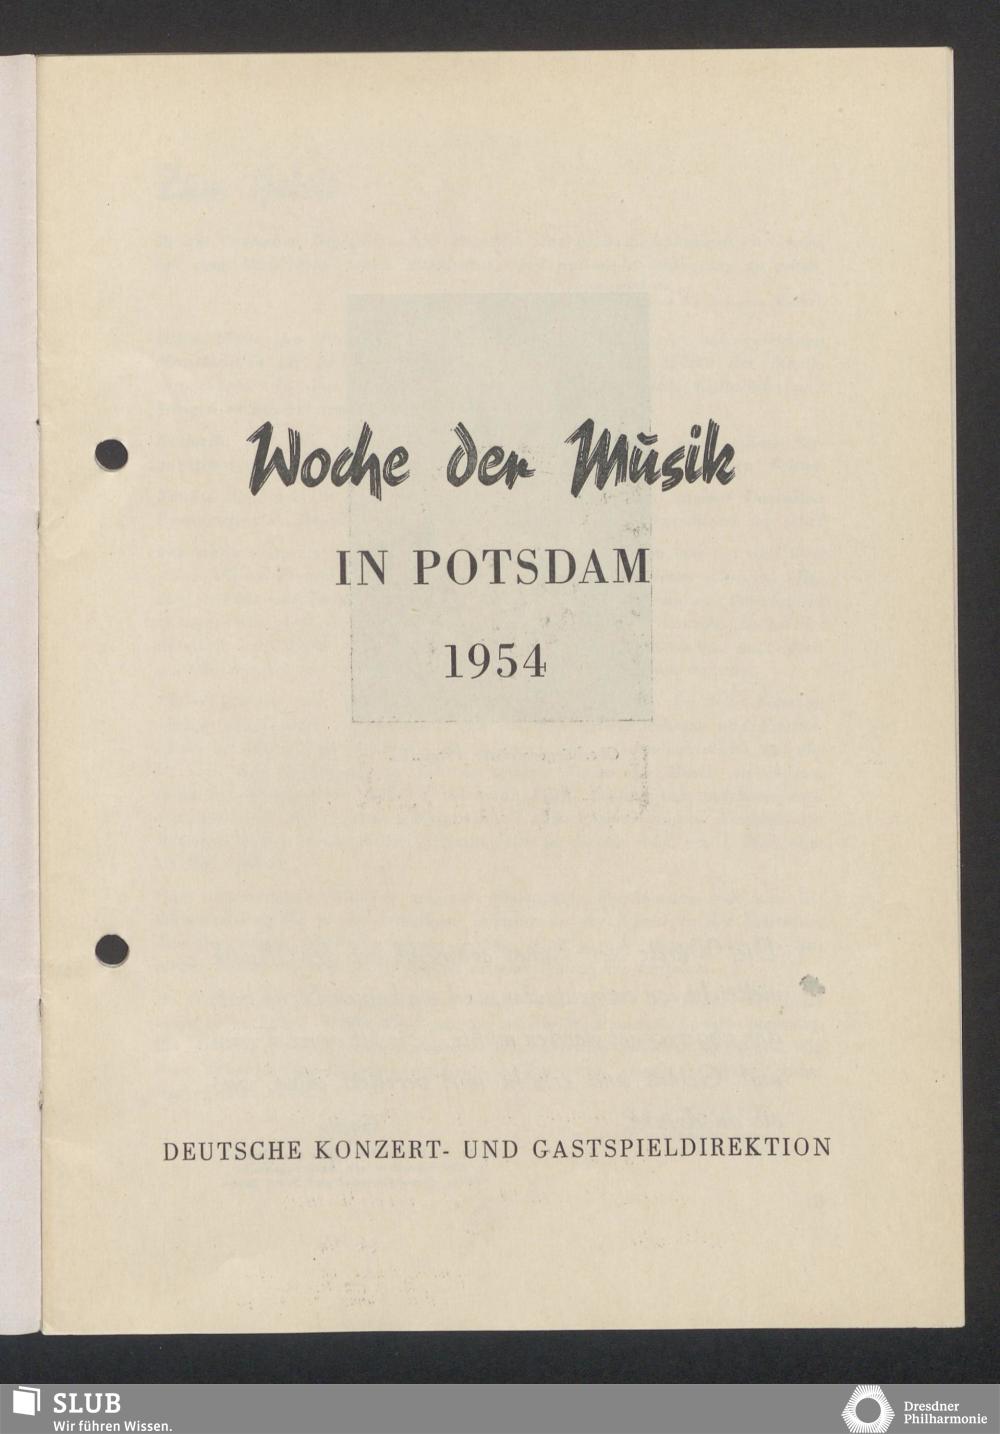 Woche der Musik
IN POTSDAM
1954
DEUTSCHE KONZERT- UND GASTSPIELDIREKTION
SLUB
Wir führen Wissen.
Dresdner
Philharmonie